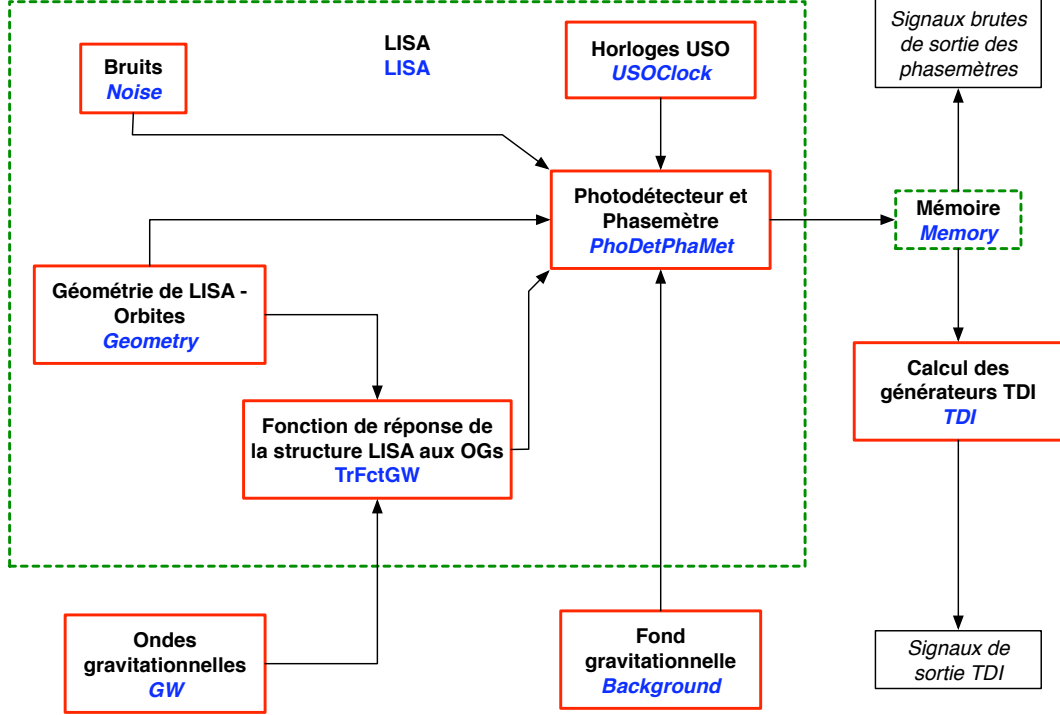 LISA
LISA
Bruits
Noise
Horloges USO
USOClock
Signaux brutes
de sortie des
phasemètres
Photodétecteur et
Phasemètre
PhoDetPhaMet
Mémoire
Memory
Géométrie de LISA -
Orbites
Geometry
Calcul des
générateurs TDI
TDI
Fonction de réponse de
la structure LISA aux OGs
TrFctGW
Ondes
gravitationnelles
GW
Fond
gravitationnelle
Background
Signaux de
sortie TDI